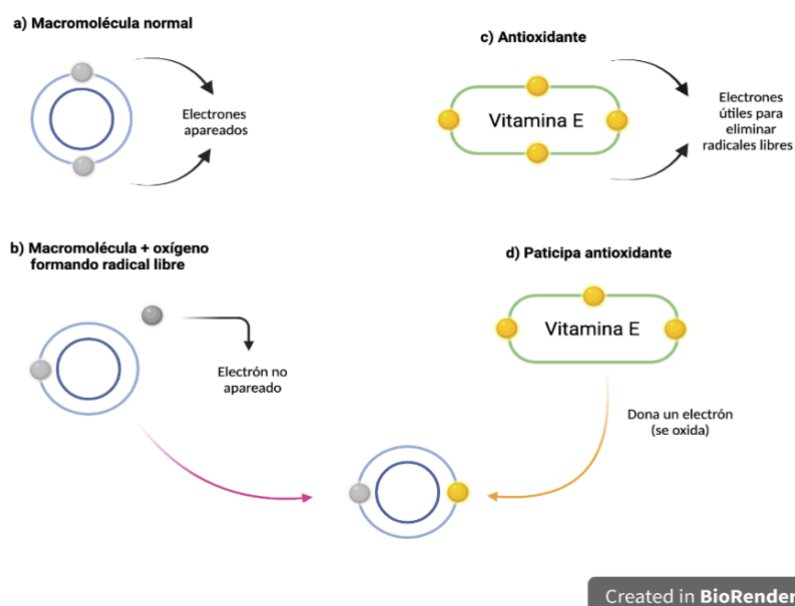 a) Macromolécula normal
Electrones
apareados
c) Antioxidante
Vitamina E
Electrones
útiles para
eliminar
radicales libres
b) Macromolécula + oxígeno
formando radical libre
Electrón no
apareado
d) Paticipa antioxidante
Vitamina E
Dona un electrón
(se oxida)
Created in BioRender